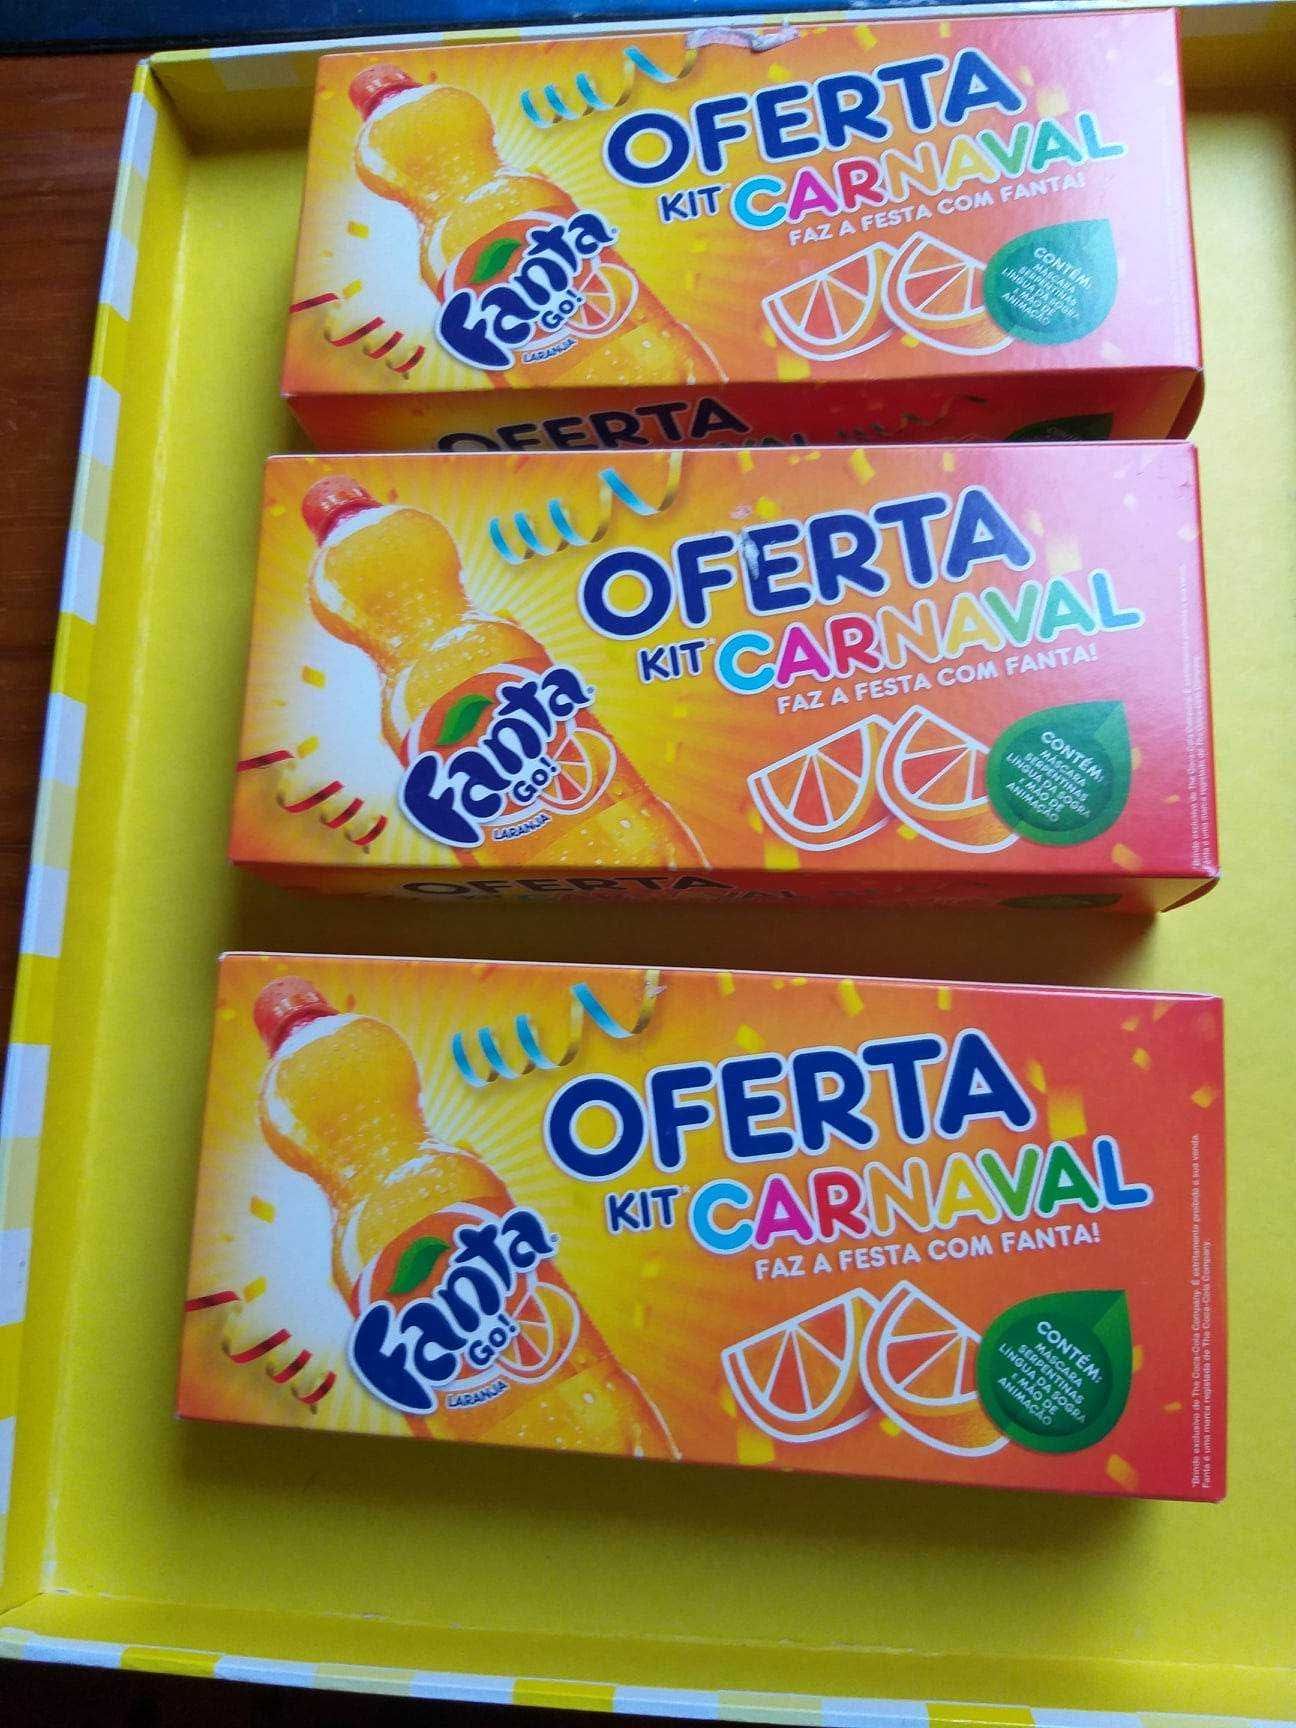 OFERTA
KIT* CARNAVAL
FAZ A FESTA COM FANTA!
Fanta
GO!
LARANJA
CONTÉM:
MÁSCARA
SERPENTINAS
LÍNGUA DA SOGRA
E MÃO DE
ANIMAÇÃO
OFERTA
OFERTA
KIT* CARNAVAL
FAZ A FESTA COM FANTA!
Fanta
GO!
LARANJA
CONTÉM:
MÁSCARA
SERPENTINAS
LÍNGUA DA SOGRA
E MÃO DE
ANIMAÇÃO
OFERTA
OFERTA
KIT* CARNAVAL
FAZ A FESTA COM FANTA!
Fanta
GO!
LARANJA
CONTÉM:
MÁSCARA
SERPENTINAS
LÍNGUA DA SOGRA
E MÃO DE
ANIMAÇÃO
*Brinde exclusivo de The Coca-Cola Company. É estritamente proibida a sua venda.
Fanta é uma marca registada de The Coca-Cola Company.